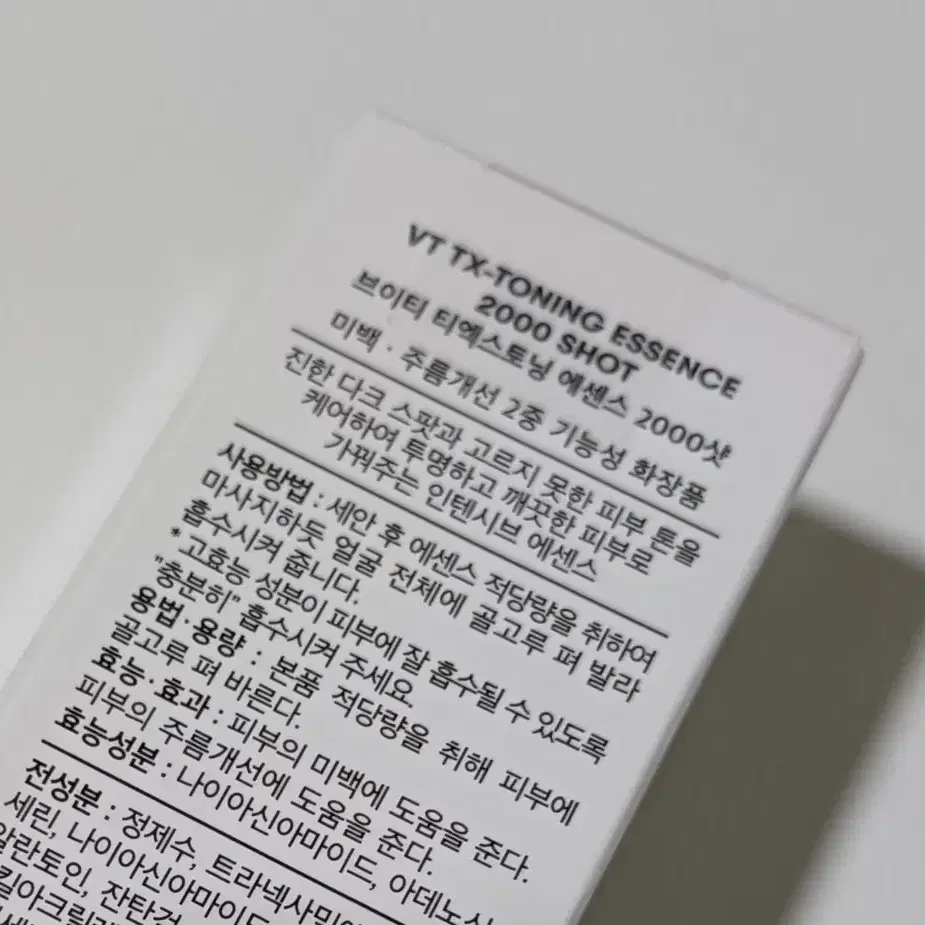 VT TX-TONING ESSENCE
2000 SHOT
브이티 티엑스토닝 에센스 2000샷
미백 · 주름개선 2중 기능성 화장품
진한 다크 스팟과 고르지 못한 피부 톤을
케어하여 투명하고 깨끗한 피부로
가꿔주는 인텐시브 에센스
사용방법 : 세안 후 에센스 적당량을 취하여
마사지하듯 얼굴 전체에 골고루 펴 발라
흡수시켜 줍니다.
* 고효능 성분이 피부에 잘 흡수될 수 있도록
"충분히" 흡수시켜 주세요.
용법·용량 : 본품 적당량을 취해 피부에
골고루 펴 바른다.
효능·효과 : 피부의 미백에 도움을 준다.
피부의 주름개선에 도움을 준다.
효능성분 : 나이아신아마이드, 아데노신
전성분 : 정제수, 트라넥사믹
세린, 나이아신아마이드
알란토인, 잔탄검